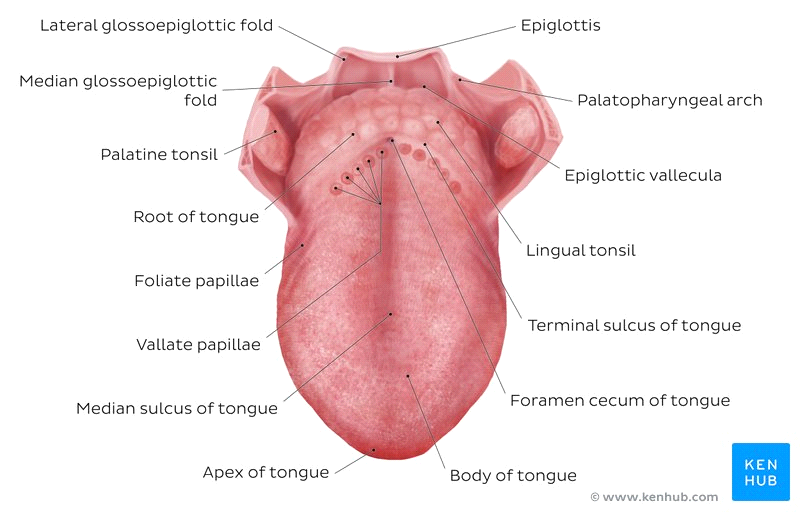 Lateral glossoepiglottic fold
Epiglottis
Median glossoepiglottic
fold
Palatopharyngeal arch
Palatine tonsil
Epiglottic vallecula
Root of tongue
Lingual tonsil
Foliate papillae
Terminal sulcus of tongue
Vallate papillae
Foramen cecum of tongue
Median sulcus of tongue
Apex of tongue
Body of tongue
KEN
HUB
© www.kenhub.com